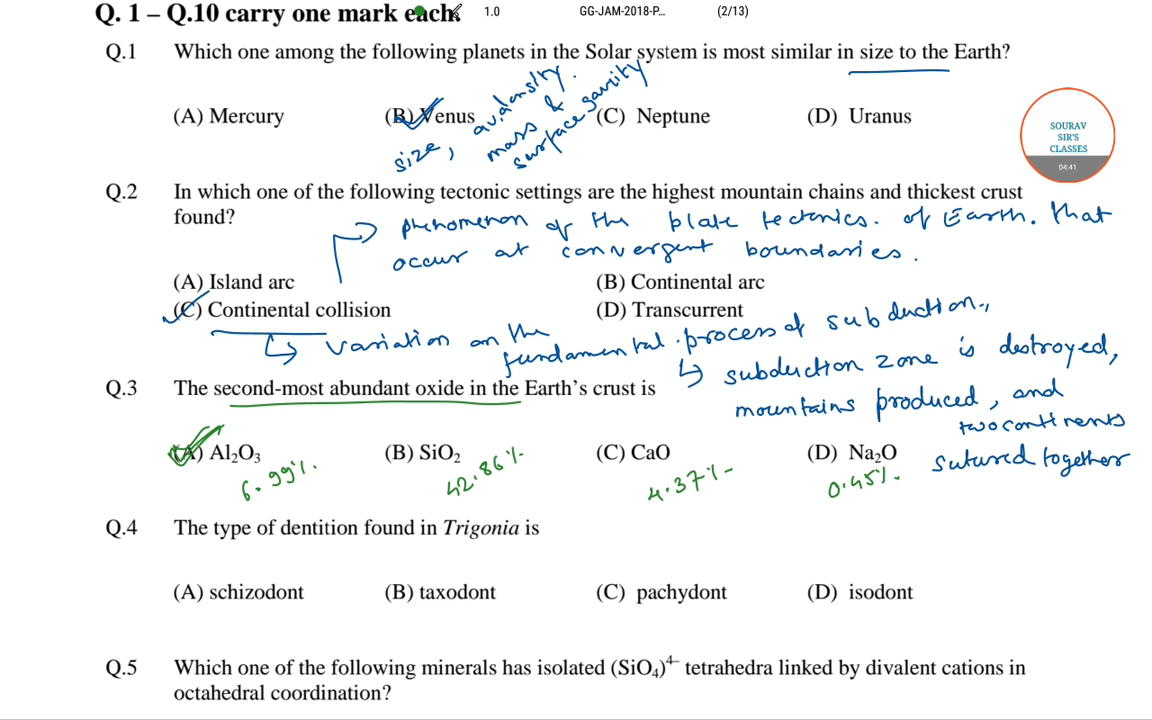 Q. 1 – Q.10 carry one mark each.
1.0 GG-JAM-2018-P... (2/13)
Q.1 Which one among the following planets in the Solar system is most similar in size to the Earth?
(A) Mercury (B) Venus (C) Neptune (D) Uranus
size, av.density.
mass &
surface gavity
SOURAV
SIR'S
CLASSES
04:41
Q.2 In which one of the following tectonic settings are the highest mountain chains and thickest crust
found?
phenomenon of the plate tectonics. of Earth. that
occur at convergent boundaries.
(A) Island arc (B) Continental arc
(C) Continental collision (D) Transcurrent
variation on the
fundamental process of subduction.,
subduction zone is destroyed,
mountains produced, and
two continents
sutured together
Q.3 The second-most abundant oxide in the Earth's crust is
(A) Al₂O₃ (B) SiO₂ (C) CaO (D) Na₂O
6.99%. 42.86% 4.37% 0.45%.
Q.4 The type of dentition found in Trigonia is
(A) schizodont (B) taxodont (C) pachydont (D) isodont
Q.5 Which one of the following minerals has isolated (SiO₄)⁴⁻ tetrahedra linked by divalent cations in
octahedral coordination?